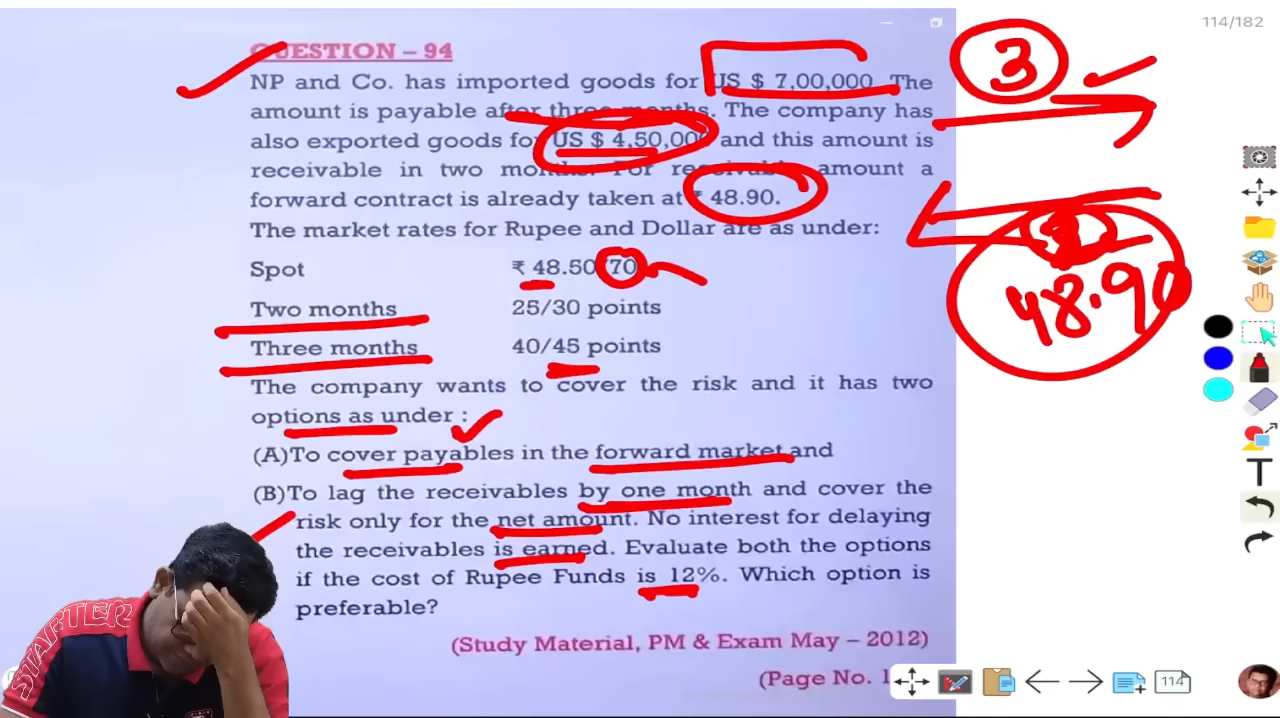 114/182
QUESTION – 94
NP and Co. has imported goods for US $ 7,00,000. The
amount is payable after three months. The company has
also exported goods for US $ 4,50,000 and this amount is
receivable in two months. For receivable amount a
forward contract is already taken at ₹ 48.90.
The market rates for Rupee and Dollar are as under:
Spot ₹ 48.50/70
Two months 25/30 points
Three months 40/45 points
The company wants to cover the risk and it has two
options as under :
(A)To cover payables in the forward market and
(B)To lag the receivables by one month and cover the
risk only for the net amount. No interest for delaying
the receivables is earned. Evaluate both the options
if the cost of Rupee Funds is 12%. Which option is
preferable?
(Study Material, PM & Exam May – 2012)
(Page No. 1
3
48.90
STARTER
T
114